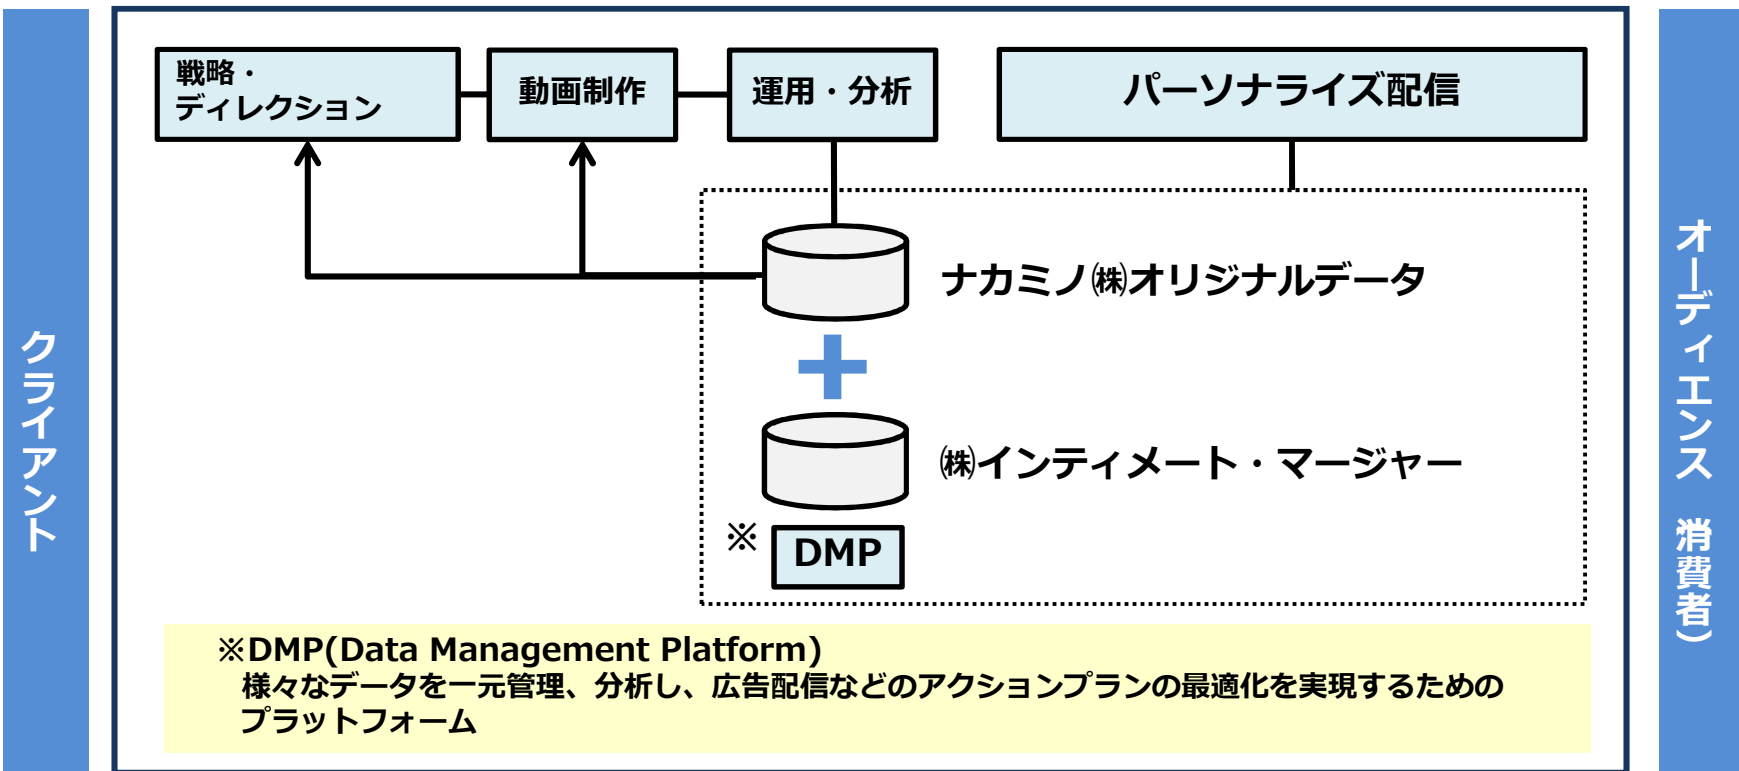 クライアント
戦略・
ディレクション
動画制作
運用・分析
パーソナライズ配信
ナカミノ㈱オリジナルデータ
㈱インティメート・マージャー
※
DMP
※DMP(Data Management Platform)
様々なデータを一元管理、分析し、広告配信などのアクションプランの最適化を実現するための
プラットフォーム
オーディエンス 消費者)